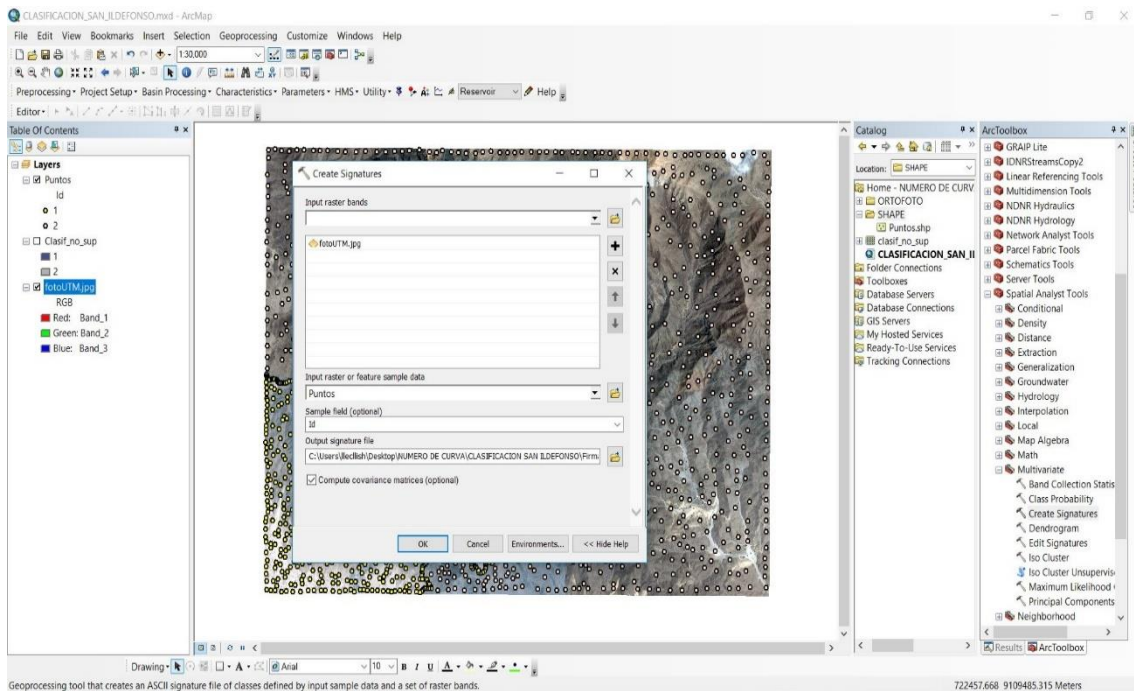 CLASIFICACION_SAN_ILDEFONSO.mxd - ArcMap
File Edit View Bookmarks Insert Selection Geoprocessing Customize Windows Help
1:30,000
Preprocessing Project Setup Basin Processing Characteristics Parameters HMS Utility Reservoir Help
Editor
Table Of Contents
Layers
Puntos
Id
1
2
Clasif_no_sup
1
2
fotoUTM.jpg
RGB
Red: Band_1
Green: Band_2
Blue: Band_3
Create Signatures
Input raster bands
fotoUTM.jpg
Input raster or feature sample data
Puntos
Sample field (optional)
Id
Output signature file
C:\Users\llecllish\Desktop\NUMERO DE CURVA\CLASIFICACION SAN ILDEFONSO\Firm
Compute covariance matrices (optional)
OK Cancel Environments... << Hide Help
Catalog
Location: SHAPE
Home - NUMERO DE CURV
ORTOFOTO
SHAPE
Puntos.shp
clasif_no_sup
CLASIFICACION_SAN_II
Folder Connections
Toolboxes
Database Servers
Database Connections
GIS Servers
My Hosted Services
Ready-To-Use Services
Tracking Connections
ArcToolbox
GRAIP Lite
IDNRStreamsCopy2
Linear Referencing Tools
Multidimension Tools
NDNR Hydraulics
NDNR Hydrology
Network Analyst Tools
Parcel Fabric Tools
Schematics Tools
Server Tools
Spatial Analyst Tools
Conditional
Density
Distance
Extraction
Generalization
Groundwater
Hydrology
Interpolation
Local
Map Algebra
Math
Multivariate
Band Collection Statis
Class Probability
Create Signatures
Dendrogram
Edit Signatures
Iso Cluster
Iso Cluster Unsupervis
Maximum Likelihood
Principal Components
Neighborhood
Results ArcToolbox
Drawing A Arial 10 B I U A
Geoprocessing tool that creates an ASCII signature file of classes defined by input sample data and a set of raster bands.
722457.668 9109485.315 Meters